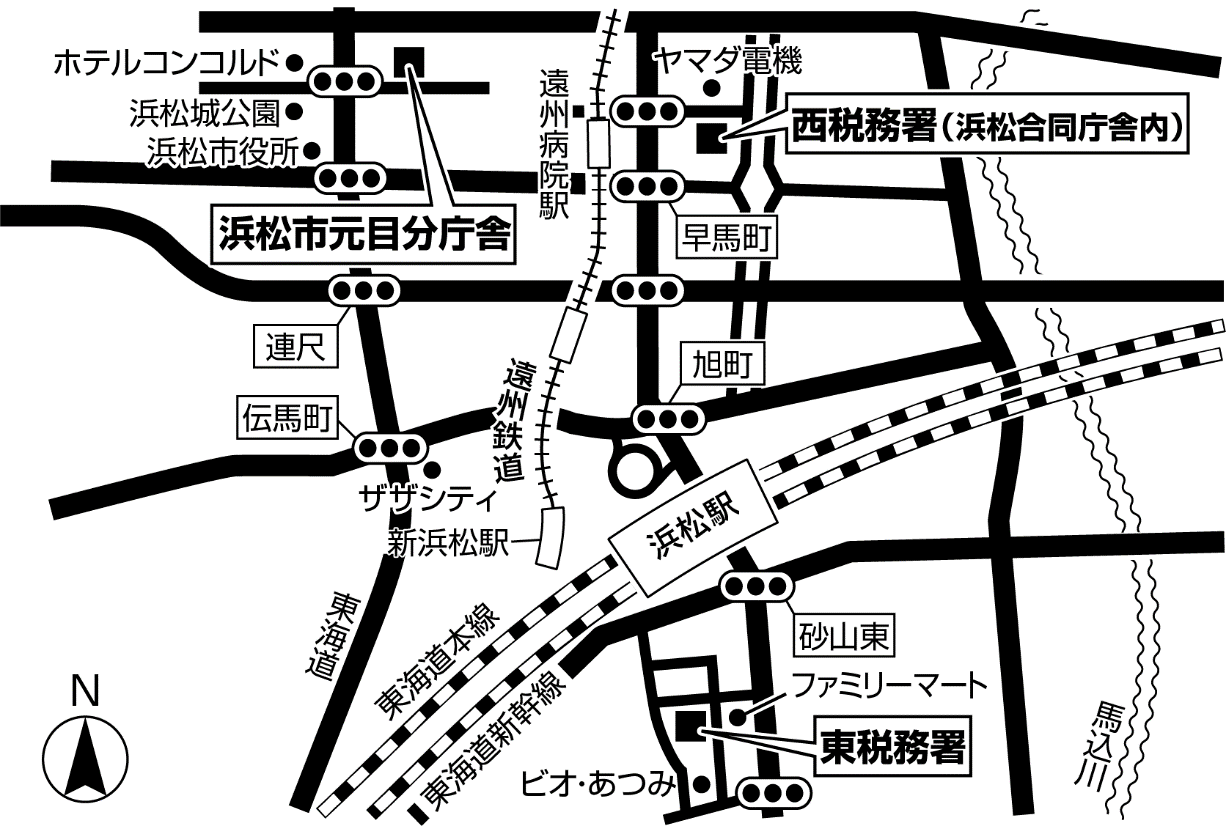 ホテルコンコルド
浜松城公園
浜松市役所
浜松市元目分庁舎
遠州病院駅
ヤマダ電機
西税務署(浜松合同庁舎内)
早馬町
連尺
旭町
伝馬町
遠州鉄道
ザザシティ
新浜松駅
浜松駅
東海道
東海道本線
東海道新幹線
砂山東
ファミリーマート
東税務署
ビオ・あつみ
馬込川
N